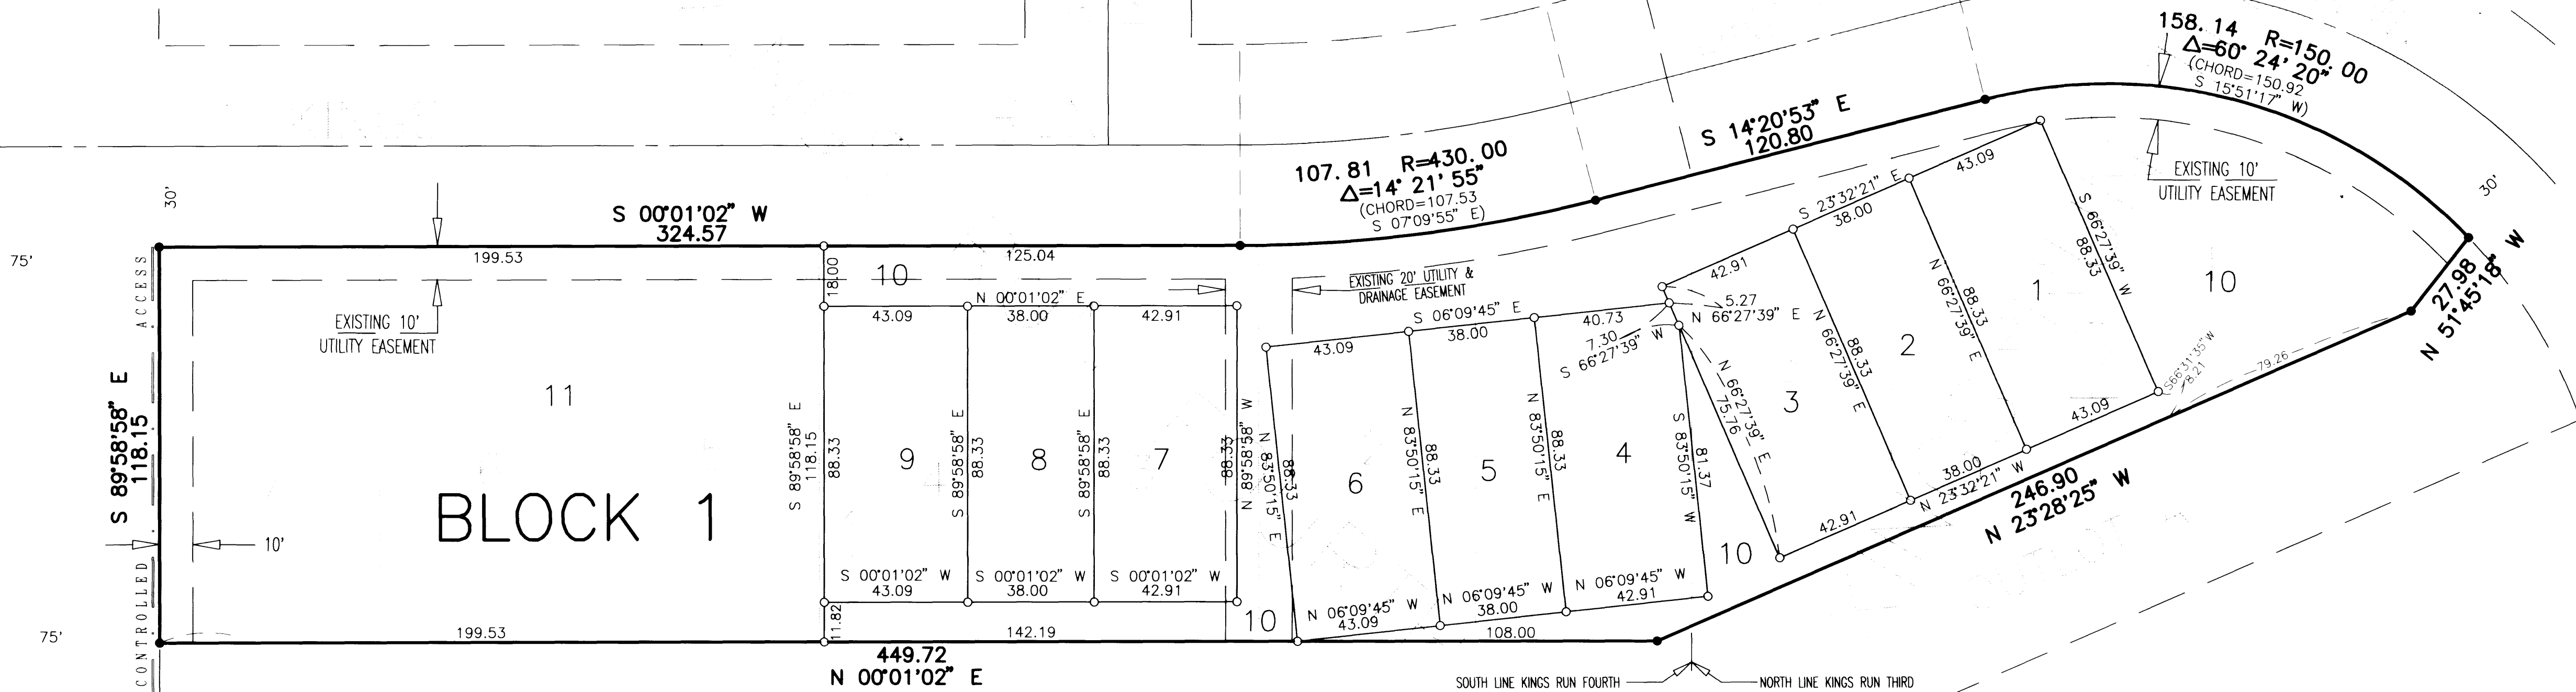 158.14 R=150.00
Δ=60° 24' 20"
(CHORD=150.92
S 15°51'17" W)
S 14°20'53" E
120.80
107.81 R=430.00
Δ=14° 21' 55"
(CHORD=107.53
S 07°09'55" E)
30'
S 00°01'02" W
324.57
75'
199.53
125.04
EXISTING 10'
UTILITY EASEMENT
EXISTING 10'
UTILITY EASEMENT
30'
ACCESS
CONTROLLED
S 89°58'58" E
118.15
11
BLOCK 1
10'
75'
199.53
18.00
10
N 00°01'02" E
43.09
38.00
42.91
S 89°58'58" E
118.15
88.33
9
S 89°58'58" E
88.33
8
S 89°58'58" E
88.33
7
88.33
N 89°58'58" W
S 00°01'02" W
43.09
S 00°01'02" W
38.00
S 00°01'02" W
42.91
11.82
142.19
449.72
N 00°01'02" E
10
EXISTING 20' UTILITY &
DRAINAGE EASEMENT
S 06°09'45" E
43.09
38.00
40.73
N 83°50'15" E
88.33
6
N 83°50'15" E
88.33
5
N 83°50'15" E
88.33
4
S 83°50'15" W
81.37
N 06°09'45" W
43.09
N 06°09'45" W
38.00
N 06°09'45" W
42.91
108.00
5.27
N 66°27'39" E
7.30
S 66°27'39" W
N 66°27'39" E
75.76
10
42.91
S 23°32'21" E
38.00
43.09
3
N 66°27'39" E
88.33
2
N 66°27'39" E
88.33
1
S 66°27'39" W
88.33
10
42.91
38.00
N 23°32'21" W
43.09
S66°31'35"W
8.21
79.26
246.90
N 23°28'25" W
27.98
N 51°45'18" W
SOUTH LINE KINGS RUN FOURTH
NORTH LINE KINGS RUN THIRD